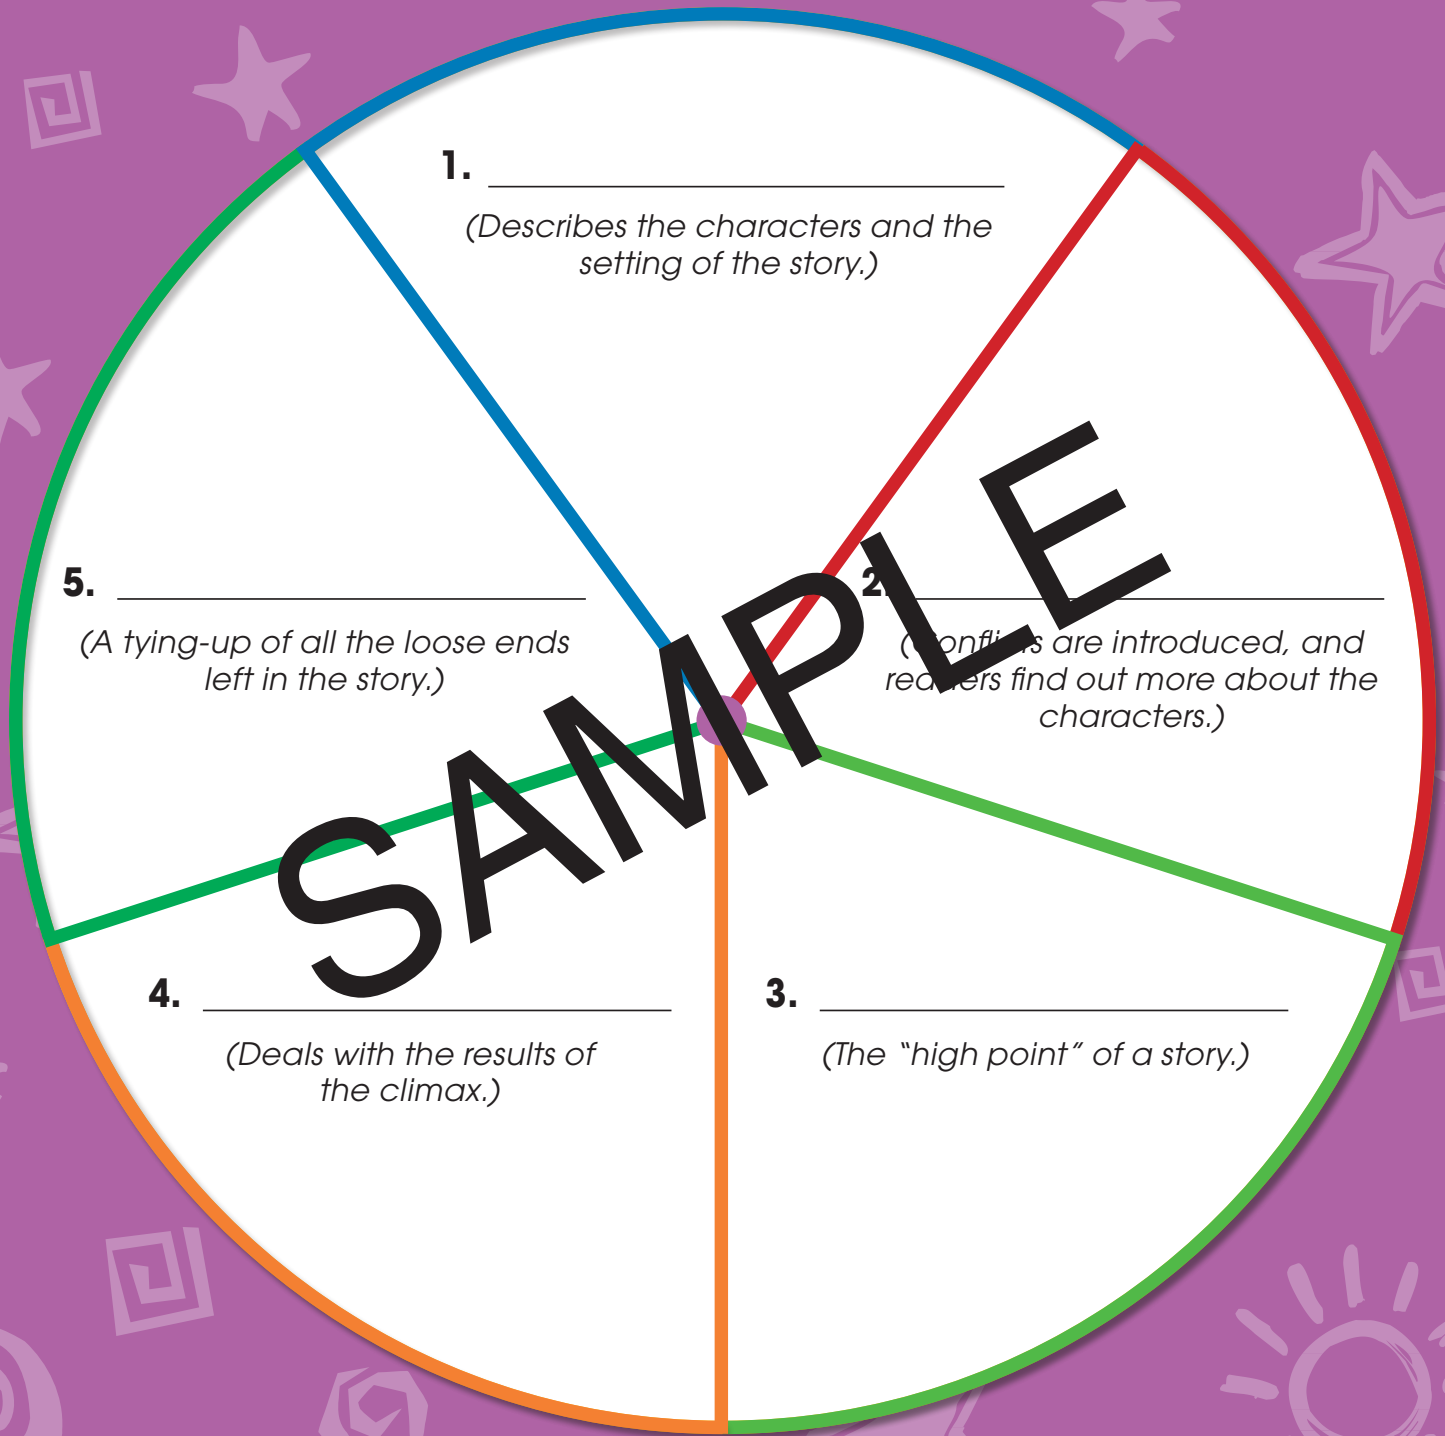 1.
(Describes the characters and the
setting of the story.)
2.
(Conflicts are introduced, and
readers find out more about the
characters.)
3.
(The “high point” of a story.)
4.
(Deals with the results of
the climax.)
5.
(A tying-up of all the loose ends
left in the story.)
SAMPLE